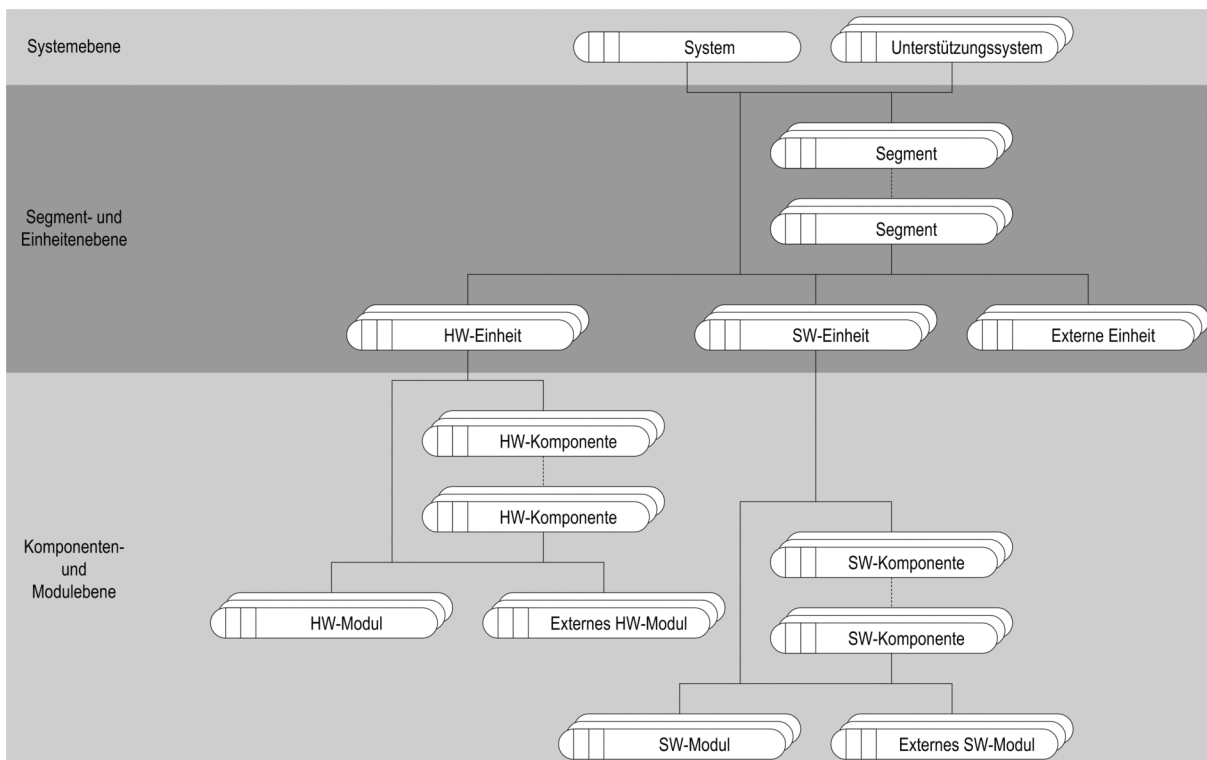 Systemebene
System
Unterstützungssystem
Segment
Segment- und
Einheitenebene
Segment
HW-Einheit
SW-Einheit
Externe Einheit
HW-Komponente
HW-Komponente
Komponenten-
und
Modulebene
SW-Komponente
HW-Modul
Externes HW-Modul
SW-Komponente
SW-Modul
Externes SW-Modul